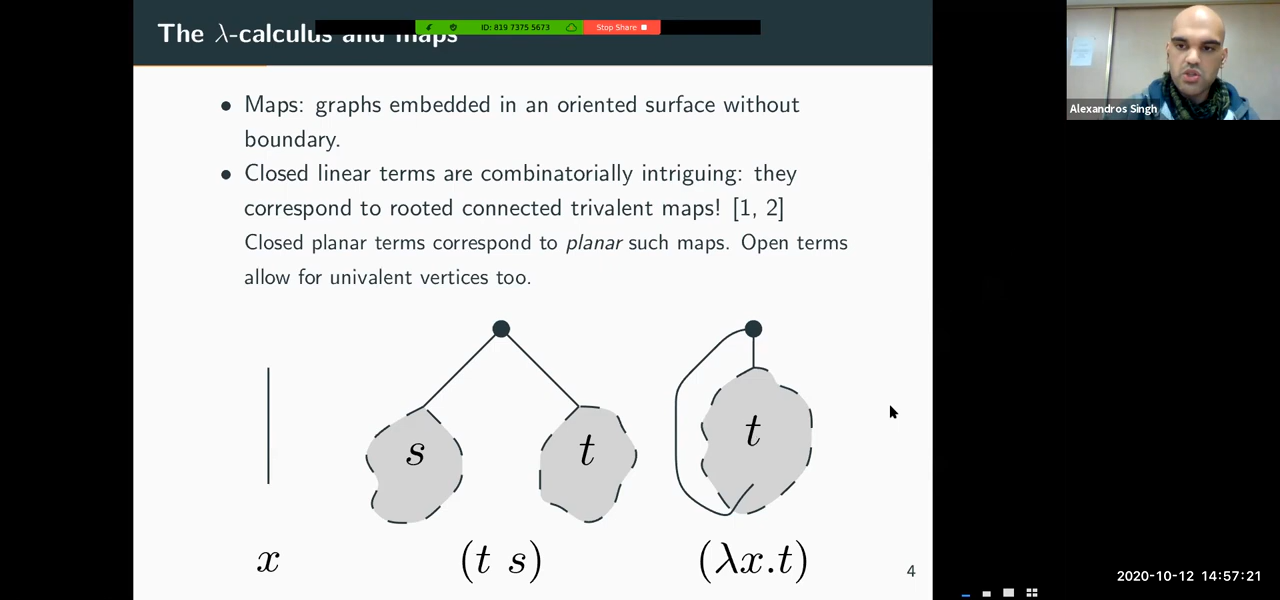 The λ-calculus and maps
ID: 819 7375 5673
Stop Share
Alexandros Singh
• Maps: graphs embedded in an oriented surface without
boundary.
• Closed linear terms are combinatorially intriguing: they
correspond to rooted connected trivalent maps! [1, 2]
Closed planar terms correspond to planar such maps. Open terms
allow for univalent vertices too.
s
t
t
x
(t s)
(λx.t)
4
2020-10-12 14:57:21